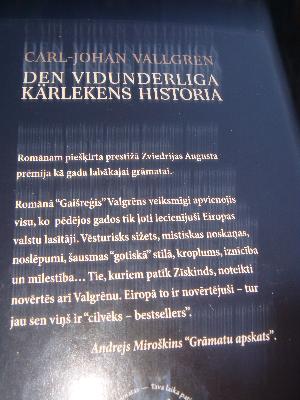 CARL-JOHAN VALLGREN
DEN VIDUNDERLIGA
KÄRLEKENS HISTORIA
Romānam piešķirta prestižā Zviedrijas Augusta
prēmija kā gada labākajai grāmatai.
Romānā "Gaišreģis" Valgrēns veiksmīgi apvienojis
visu, ko pēdējos gados tik ļoti iecienījuši Eiropas
valstu lasītāji. Vēsturisks sižets, mistiskas noskaņas,
noslēpumi, šausmas "gotiskā" stilā, kroplums, iznīcība
un mīlestība... Tie, kuriem patīk Ziskinds, noteikti
novērtēs arī Valgrēnu. Eiropā to ir novērtējuši – tur
jau sen viņš ir "cilvēks – bestsellers".
Andrejs Miroškins "Grāmatu apskats".
— Tava laika